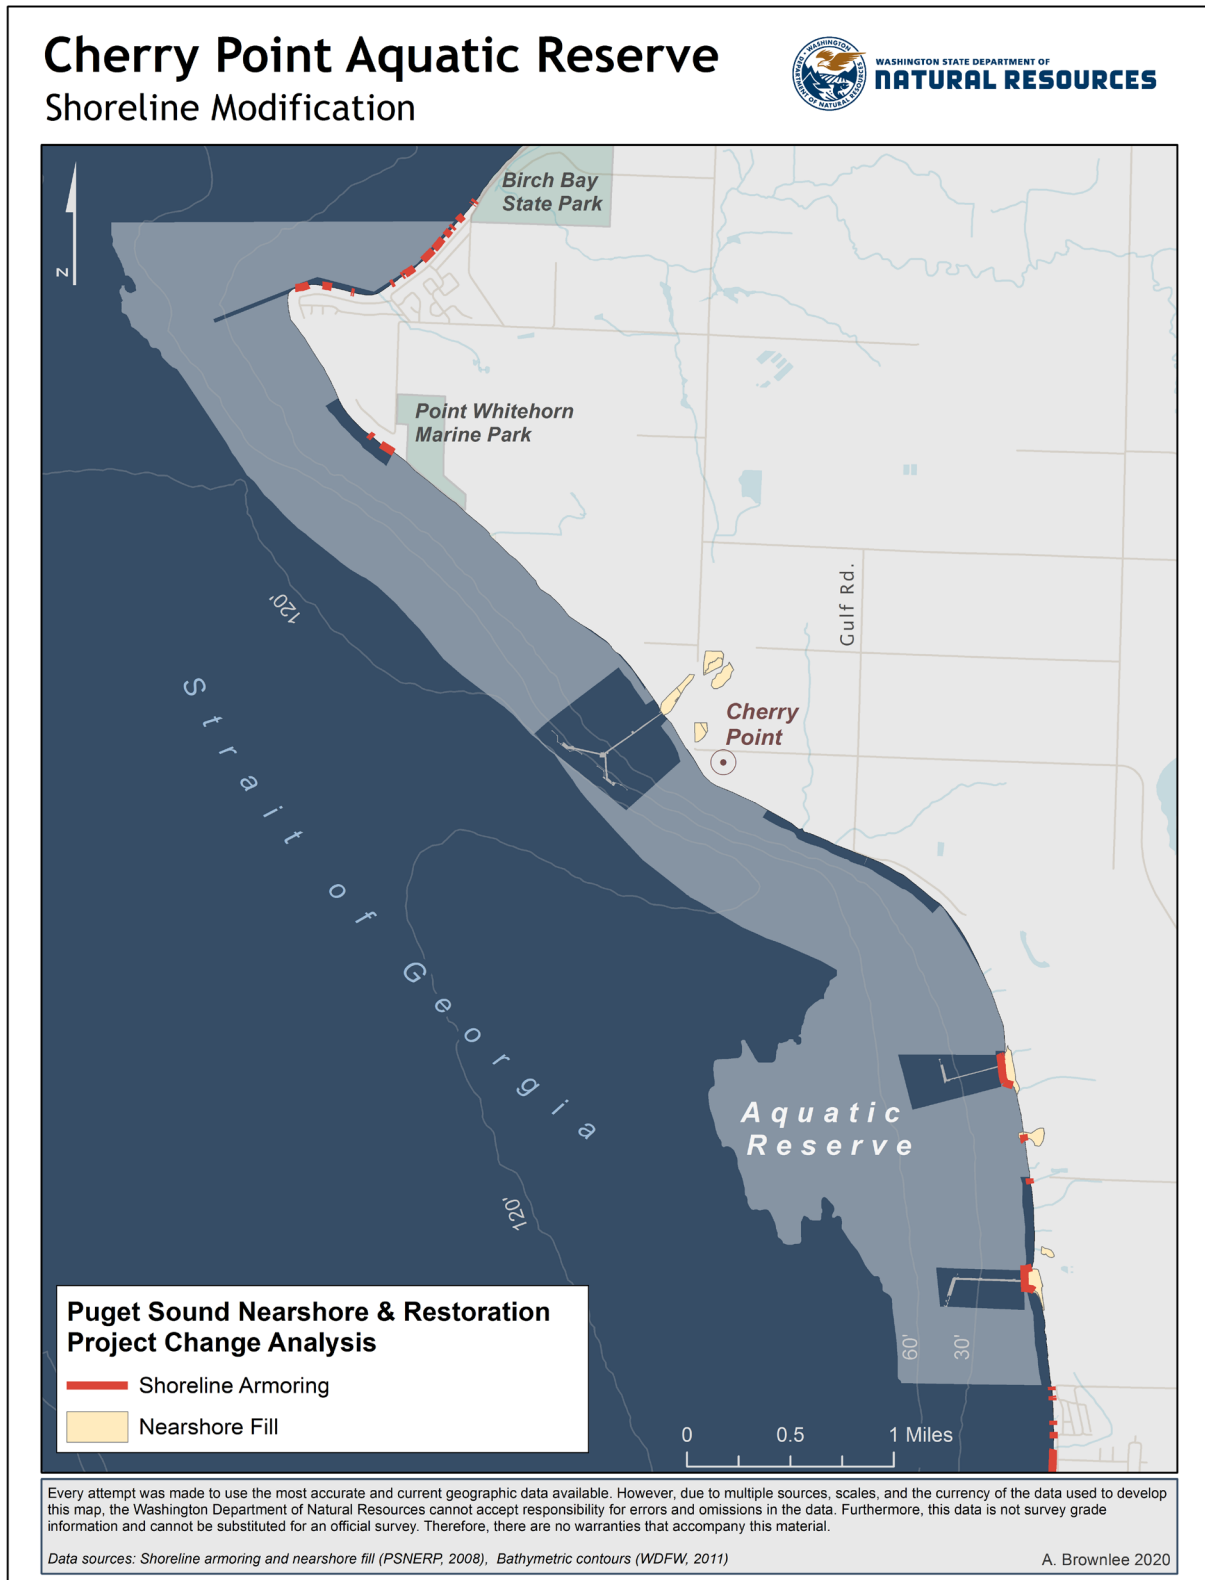 Cherry Point Aquatic Reserve
Shoreline Modification
WASHINGTON STATE DEPARTMENT OF
NATURAL RESOURCES
WASHINGTON
DEPARTMENT OF NATURAL RESOURCES
Birch Bay
State Park
N
Point Whitehorn
Marine Park
Gulf Rd.
120'
Strait of Georgia
Cherry
Point
Aquatic
Reserve
120'
60'
30'
Puget Sound Nearshore & Restoration
Project Change Analysis
Shoreline Armoring
Nearshore Fill
0 0.5 1 Miles
Every attempt was made to use the most accurate and current geographic data available. However, due to multiple sources, scales, and the currency of the data used to develop
this map, the Washington Department of Natural Resources cannot accept responsibility for errors and omissions in the data. Furthermore, this data is not survey grade
information and cannot be substituted for an official survey. Therefore, there are no warranties that accompany this material.
Data sources: Shoreline armoring and nearshore fill (PSNERP, 2008), Bathymetric contours (WDFW, 2011)
A. Brownlee 2020